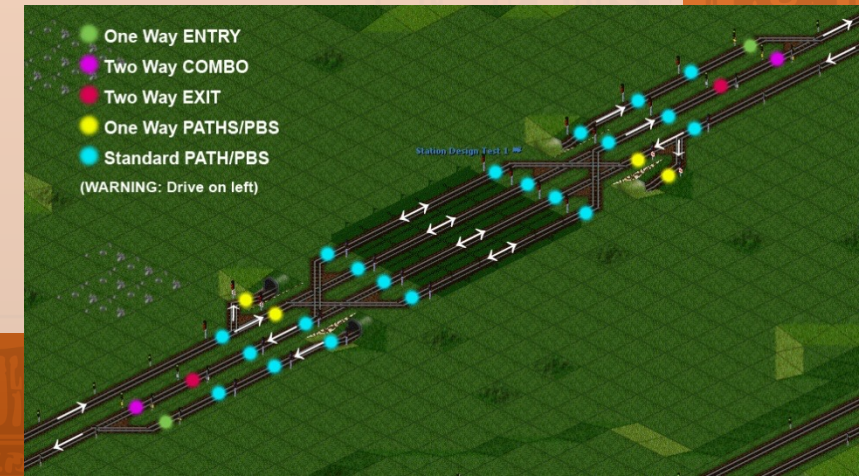 One Way ENTRY
Two Way COMBO
Two Way EXIT
One Way PATHS/PBS
Standard PATH/PBS
(WARNING: Drive on left)
Station Design Test 1